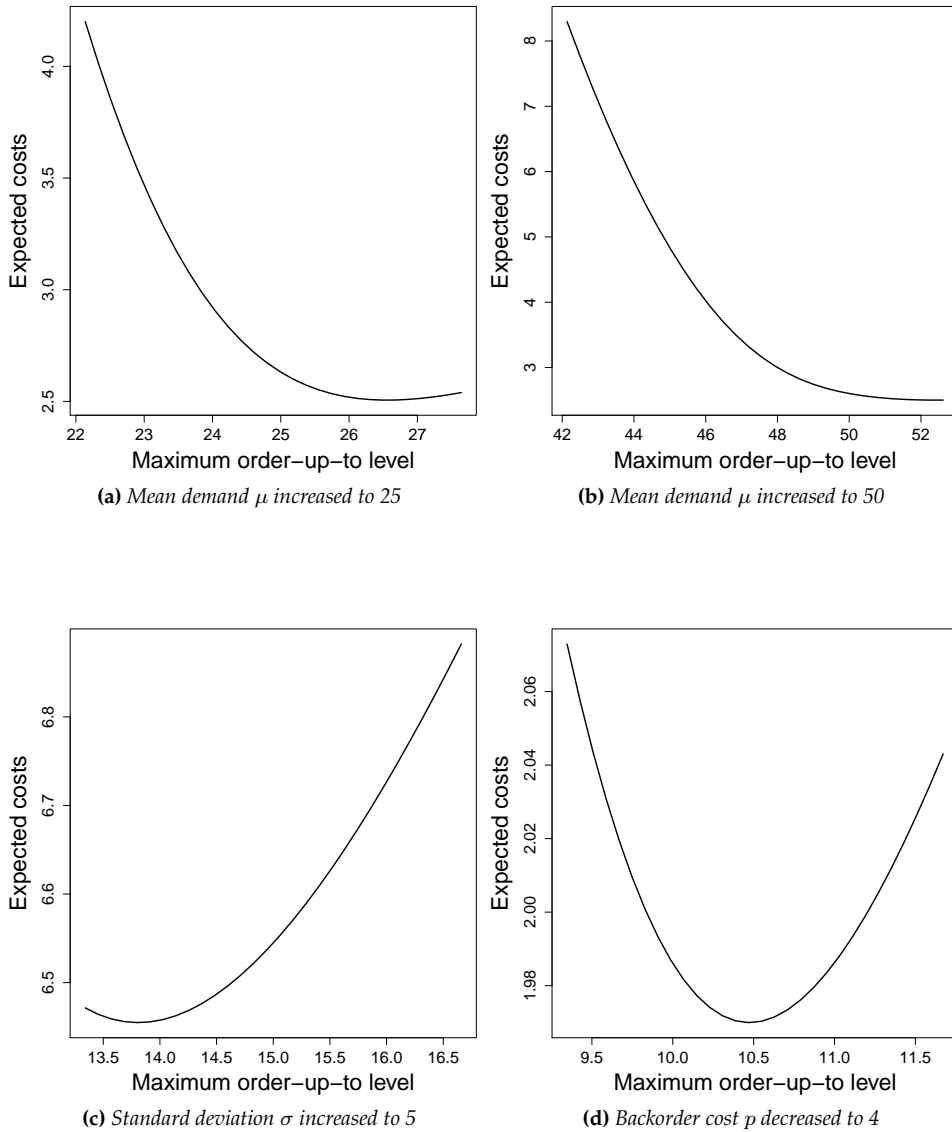 4.0
3.5
3.0
2.5
Expected costs
22 23 24 25 26 27
Maximum order−up−to level
(a) Mean demand μ increased to 25
8
7
6
5
4
3
Expected costs
42 44 46 48 50 52
Maximum order−up−to level
(b) Mean demand μ increased to 50
6.8
6.7
6.6
6.5
Expected costs
13.5 14.0 14.5 15.0 15.5 16.0 16.5
Maximum order−up−to level
(c) Standard deviation σ increased to 5
2.06
2.04
2.02
2.00
1.98
Expected costs
9.5 10.0 10.5 11.0 11.5
Maximum order−up−to level
(d) Backorder cost p decreased to 4